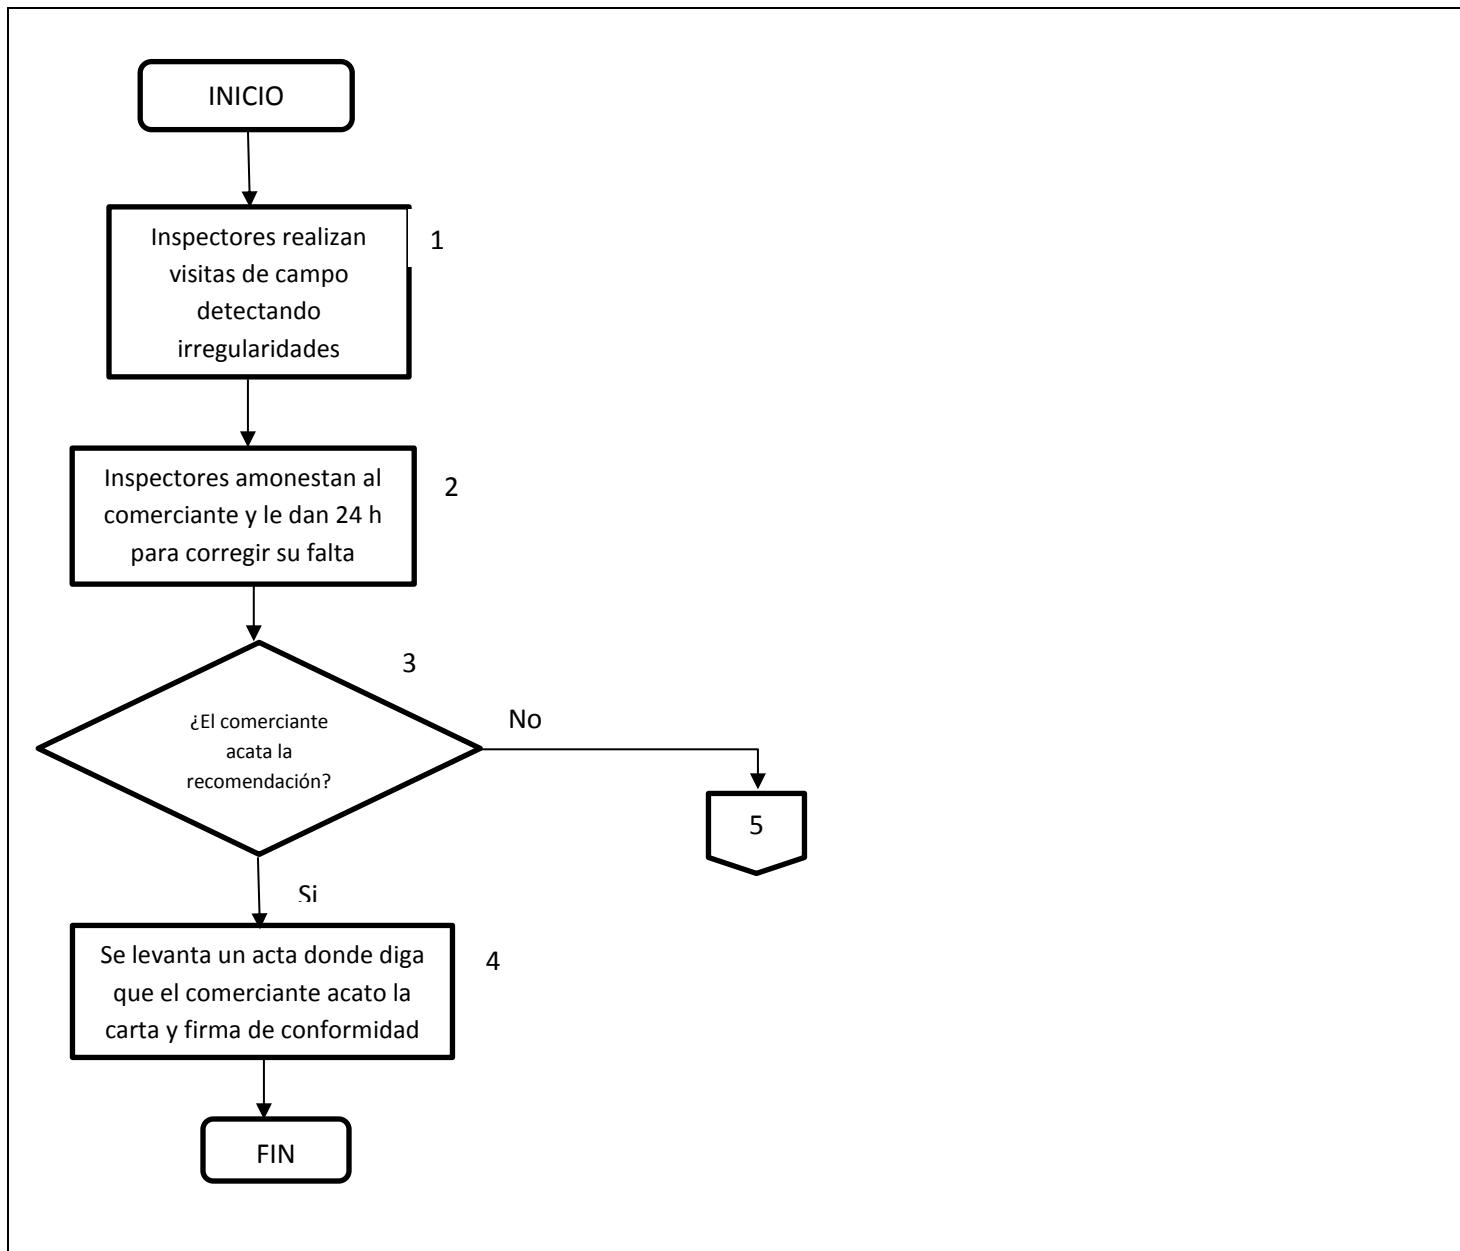 INICIO
Inspectores realizan
visitas de campo
detectando
irregularidades
1
Inspectores amonestan al
comerciante y le dan 24 h
para corregir su falta
2
3
¿El comerciante
acata la
recomendación?
No
5
Si
Se levanta un acta donde diga
que el comerciante acato la
carta y firma de conformidad
4
FIN